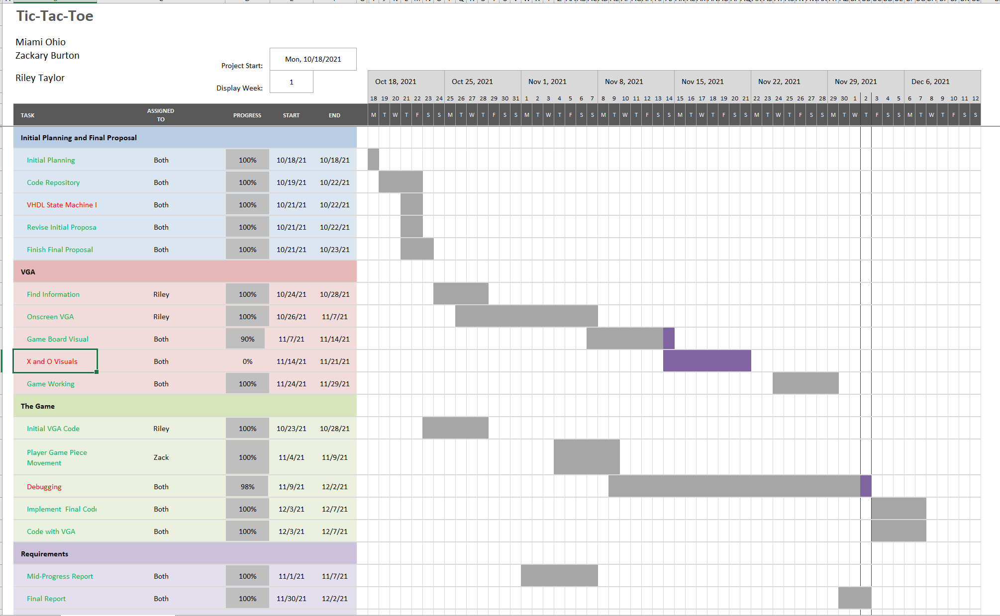 Tic-Tac-Toe
Miami Ohio
Zackary Burton
Project Start: Mon, 10/18/2021
Riley Taylor
Display Week: 1
Oct 18, 2021 Oct 25, 2021 Nov 1, 2021 Nov 8, 2021 Nov 15, 2021 Nov 22, 2021 Nov 29, 2021 Dec 6, 2021
18 19 20 21 22 23 24 25 26 27 28 29 30 31 1 2 3 4 5 6 7 8 9 10 11 12 13 14 15 16 17 18 19 20 21 22 23 24 25 26 27 28 29 30 1 2 3 4 5 6 7 8 9 10 11 12
TASK ASSIGNED TO PROGRESS START END M T W T F S S M T W T F S S M T W T F S S M T W T F S S M T W T F S S M T W T F S S M T W T F S S M T W T F S S
Initial Planning and Final Proposal
Initial Planning Both 100% 10/18/21 10/18/21
Code Repository Both 100% 10/19/21 10/22/21
VHDL State Machine Both 100% 10/21/21 10/22/21
Revise Initial Proposa Both 100% 10/21/21 10/22/21
Finish Final Proposal Both 100% 10/21/21 10/23/21
VGA
Find Information Riley 100% 10/24/21 10/28/21
Onscreen VGA Riley 100% 10/26/21 11/7/21
Game Board Visual Both 90% 11/7/21 11/14/21
X and O Visuals Both 0% 11/14/21 11/21/21
Game Working Both 100% 11/24/21 11/29/21
The Game
Initial VGA Code Riley 100% 10/23/21 10/28/21
Player Game Piece
Movement Zack 100% 11/4/21 11/9/21
Debugging Both 98% 11/9/21 12/2/21
Implement  Final Code Both 100% 12/3/21 12/7/21
Code with VGA Both 100% 12/3/21 12/7/21
Requirements
Mid-Progress Report Both 100% 11/1/21 11/7/21
Final Report Both 100% 11/30/21 12/2/21